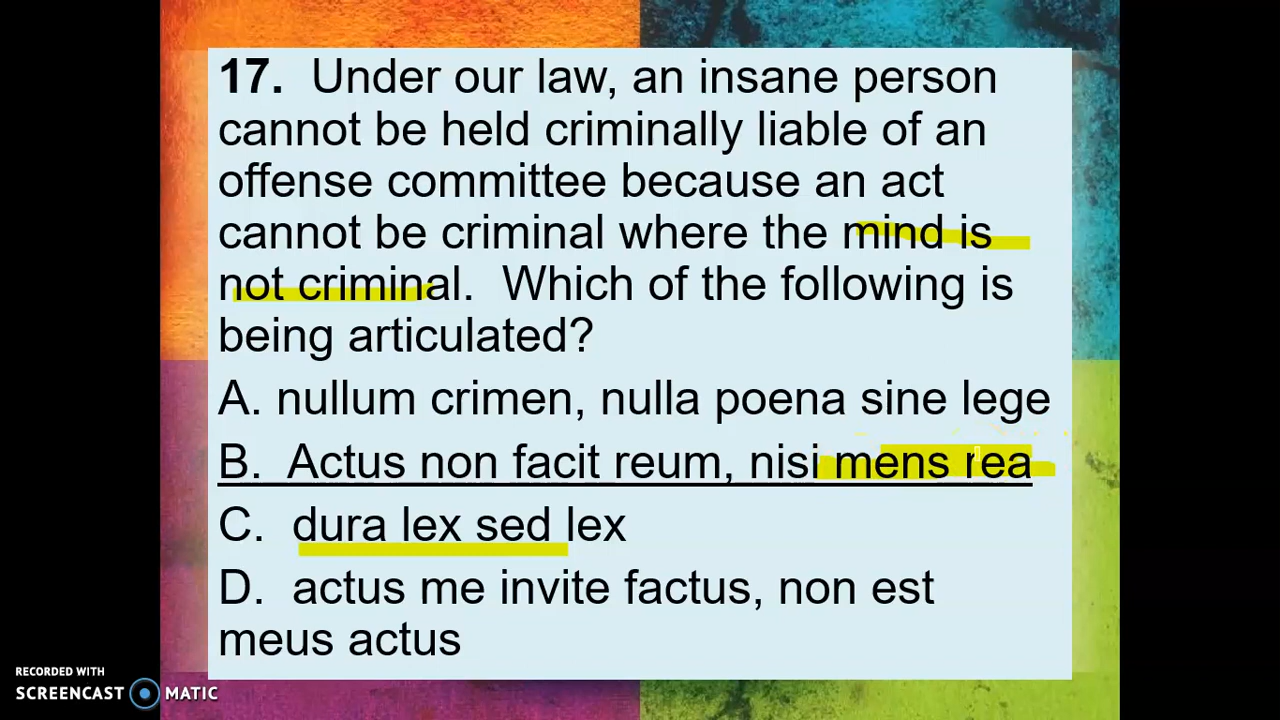 17. Under our law, an insane person
cannot be held criminally liable of an
offense committee because an act
cannot be criminal where the mind is
not criminal. Which of the following is
being articulated?
A. nullum crimen, nulla poena sine lege
B. Actus non facit reum, nisi mens rea
C. dura lex sed lex
D. actus me invite factus, non est
meus actus
RECORDED WITH
SCREENCAST MATIC